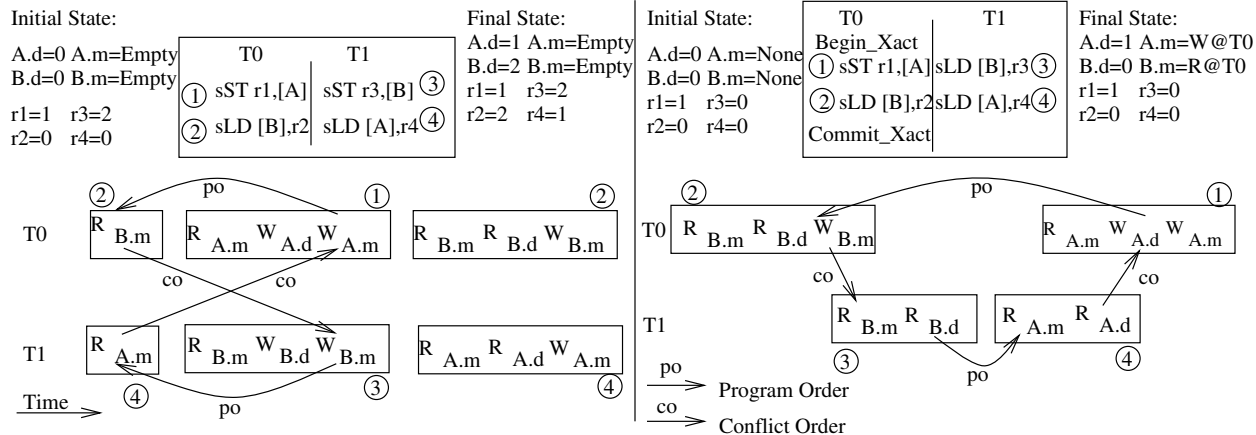 Initial State:
A.d=0 A.m=Empty
B.d=0 B.m=Empty
r1=1 r3=2
r2=0 r4=0
T0 T1
① sST r1,[A] sST r3,[B] ③
② sLD [B],r2 sLD [A],r4 ④
Final State:
A.d=1 A.m=Empty
B.d=2 B.m=Empty
r1=1 r3=2
r2=2 r4=1
② po ① ②
T0 R B.m R A.m W A.d W A.m R B.m R B.d W B.m
co co
T1 R A.m R B.m W B.d W B.m R A.m R A.d W A.m
④ po ③ ④
Time
Initial State:
A.d=0 A.m=None
B.d=0 B.m=None
r1=1 r3=0
r2=0 r4=0
T0 T1
Begin_Xact
① sST r1,[A] sLD [B],r3 ③
② sLD [B],r2 sLD [A],r4 ④
Commit_Xact
Final State:
A.d=1 A.m=W@T0
B.d=0 B.m=R@T0
r1=1 r3=0
r2=0 r4=0
② po ①
T0 R B.m R B.d W B.m R A.m W A.d W A.m
co co
T1 R B.m R B.d R A.m R A.d
③ po ④
po Program Order
co Conflict Order